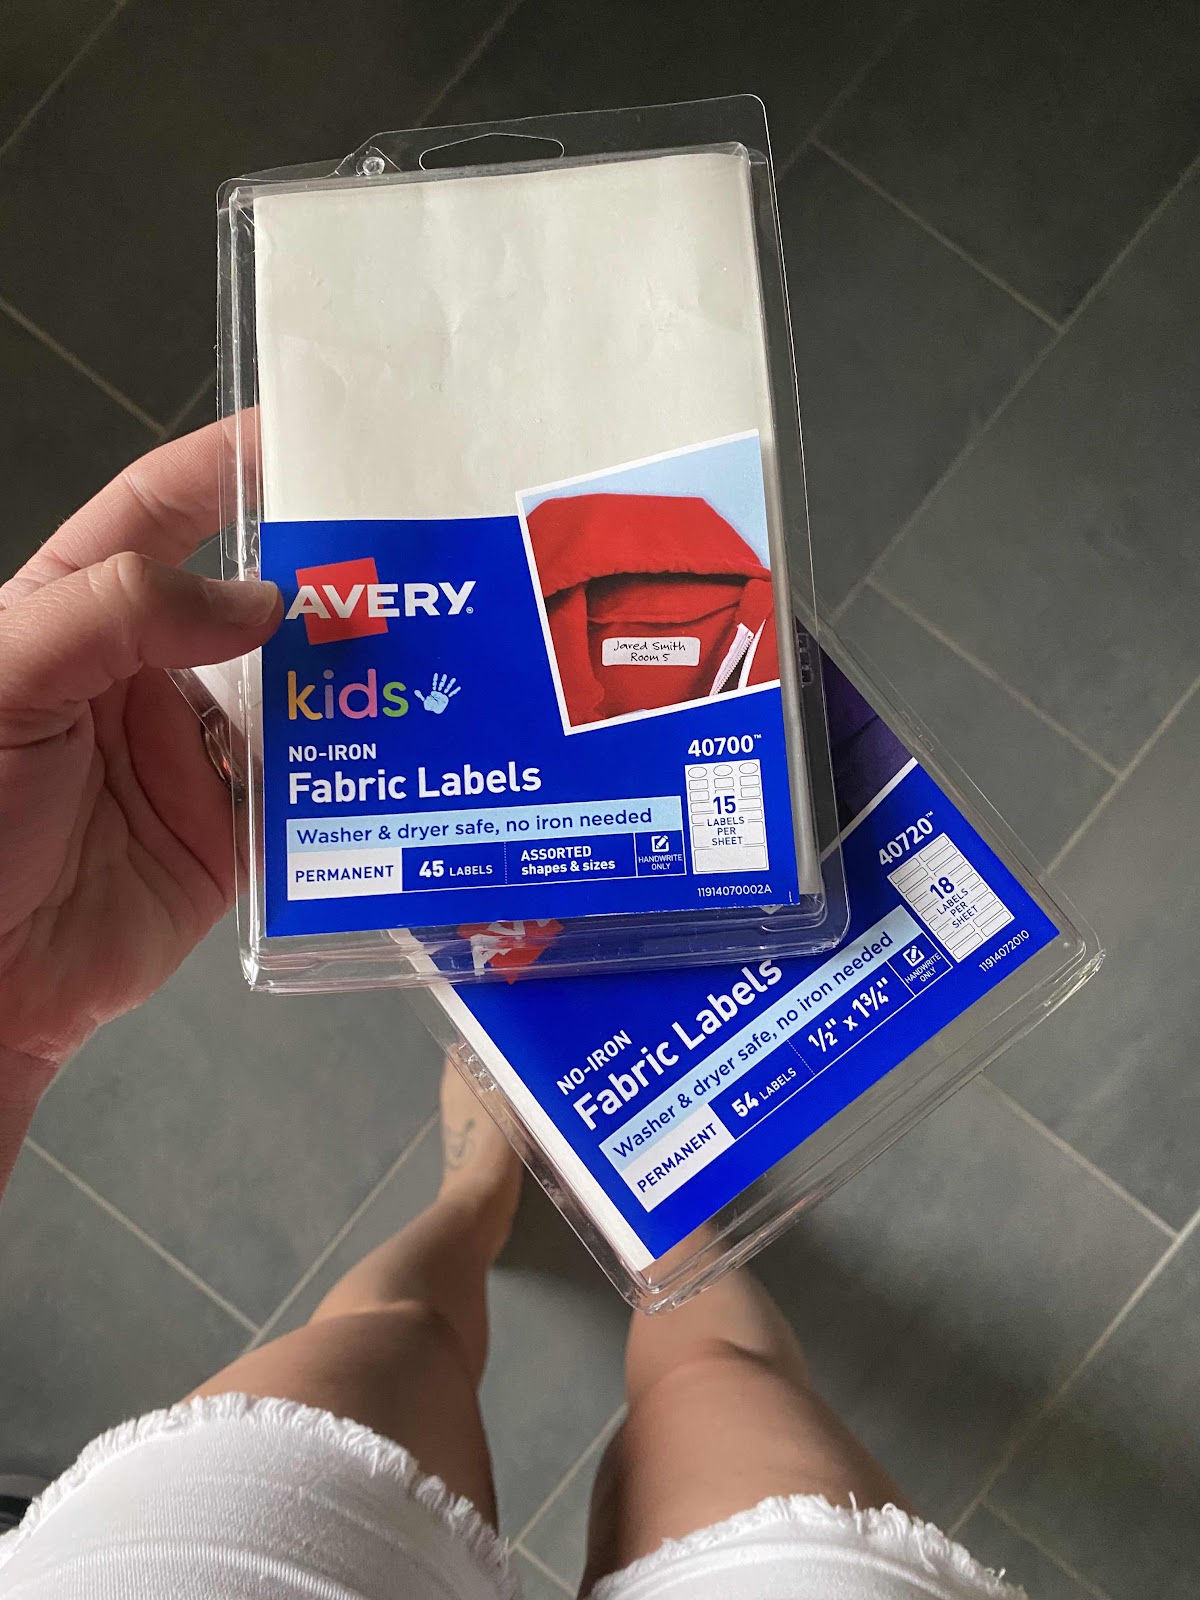 AVERY®
kids
NO-IRON
Fabric Labels
Washer & dryer safe, no iron needed
PERMANENT
45 LABELS
ASSORTED
shapes & sizes
HANDWRITE
ONLY
Jared Smith
Room 5
40700™
15
LABELS
PER
SHEET
11914070002A
NO-IRON
Fabric Labels
Washer & dryer safe, no iron needed
PERMANENT
54 LABELS
1/2" x 1 3/4"
HANDWRITE
ONLY
40720™
18
LABELS
PER
SHEET
11914072010